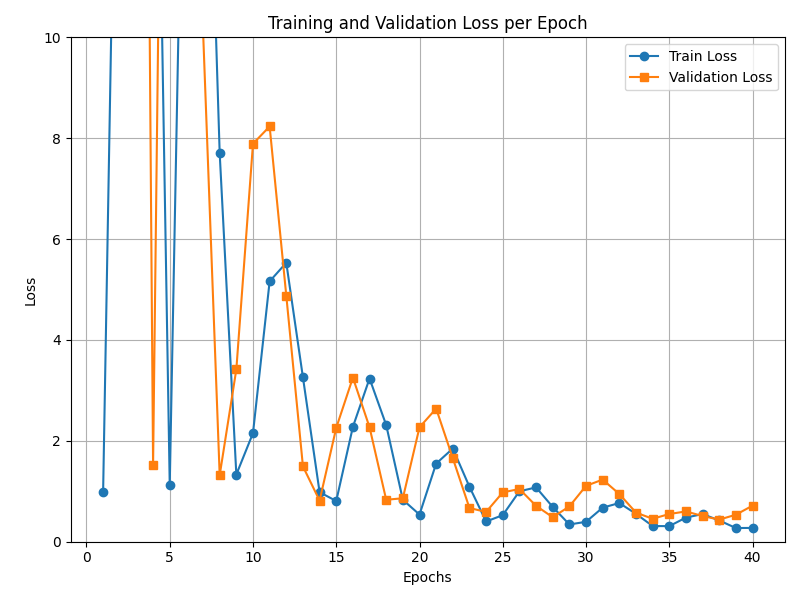 Training and Validation Loss per Epoch
Train Loss
Validation Loss
10
8
6
4
2
0
Loss
0 5 10 15 20 25 30 35 40
Epochs